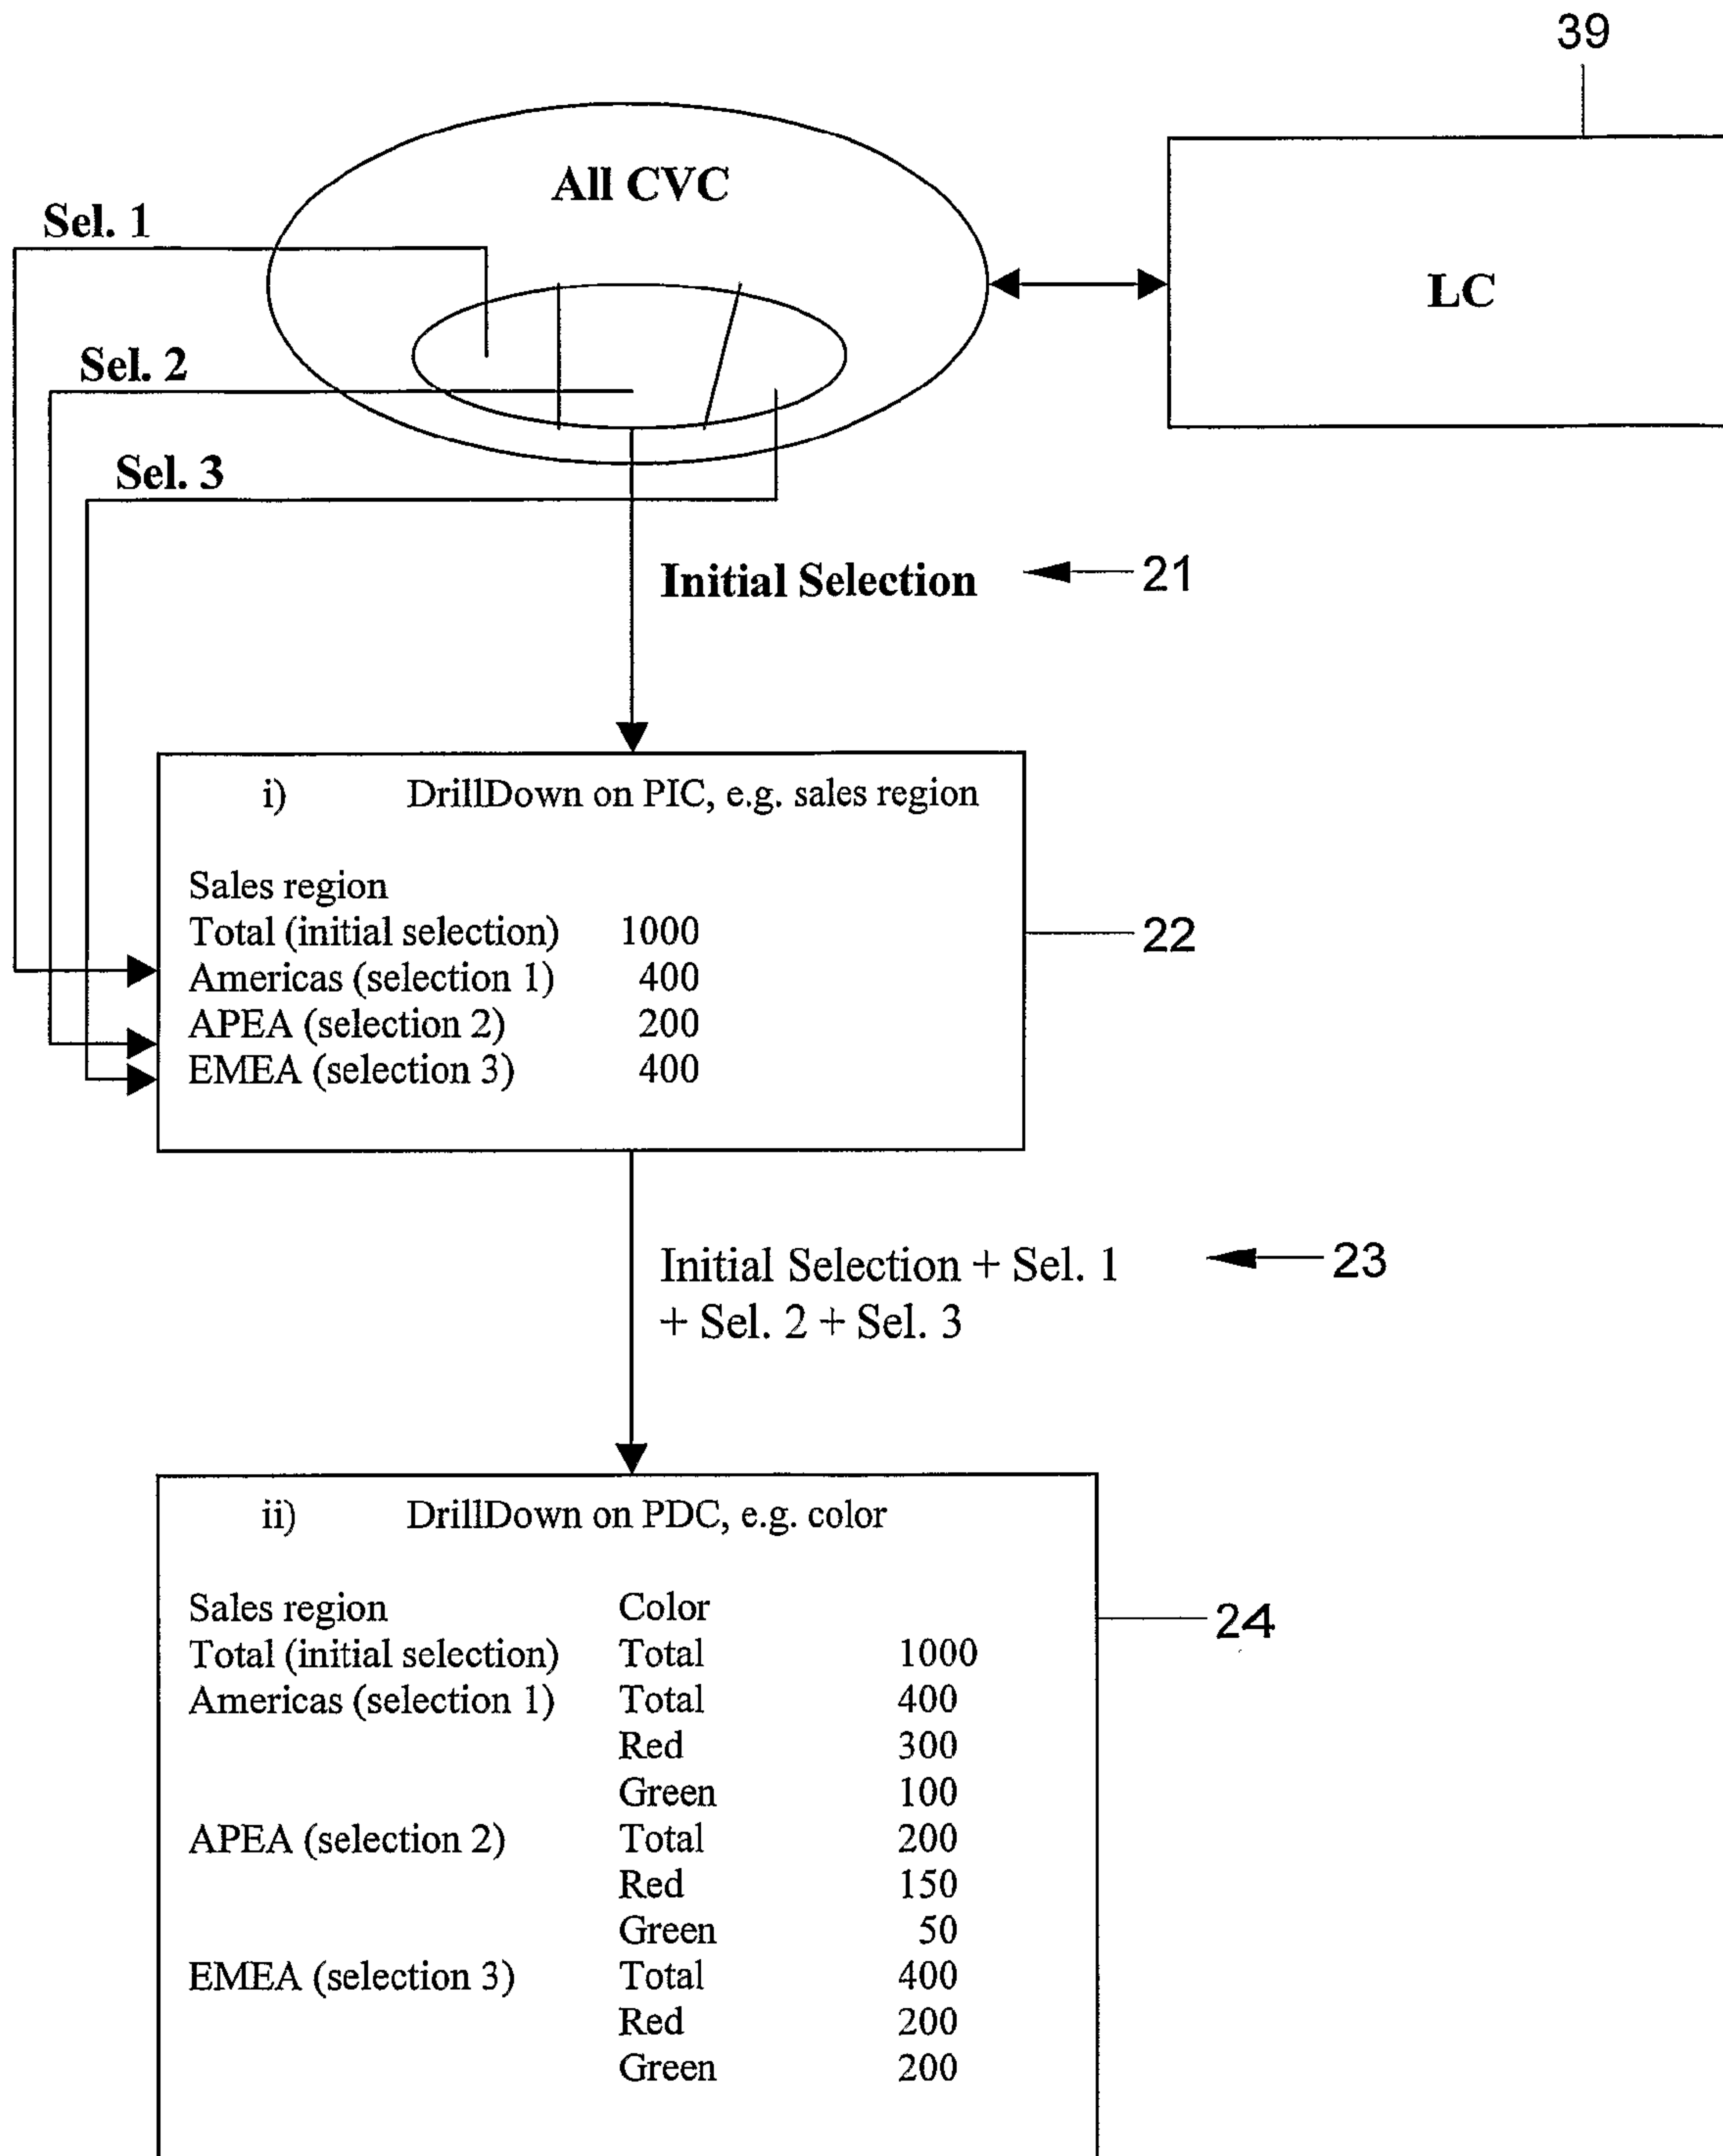 39
All CVC
Sel. 1
LC
Sel. 2
Sel. 3
Initial Selection
21
i) DrillDown on PIC, e.g. sales region
Sales region
Total (initial selection) 1000
22
Americas (selection 1) 400
APEA (selection 2) 200
EMEA (selection 3) 400
Initial Selection + Sel. 1
23
+ Sel. 2 + Sel. 3
ii) DrillDown on PDC, e.g. color
Sales region Color
24
Total (initial selection) Total 1000
Americas (selection 1) Total 400
Red 300
Green 100
APEA (selection 2) Total 200
Red 150
Green 50
EMEA (selection 3) Total 400
Red 200
Green 200